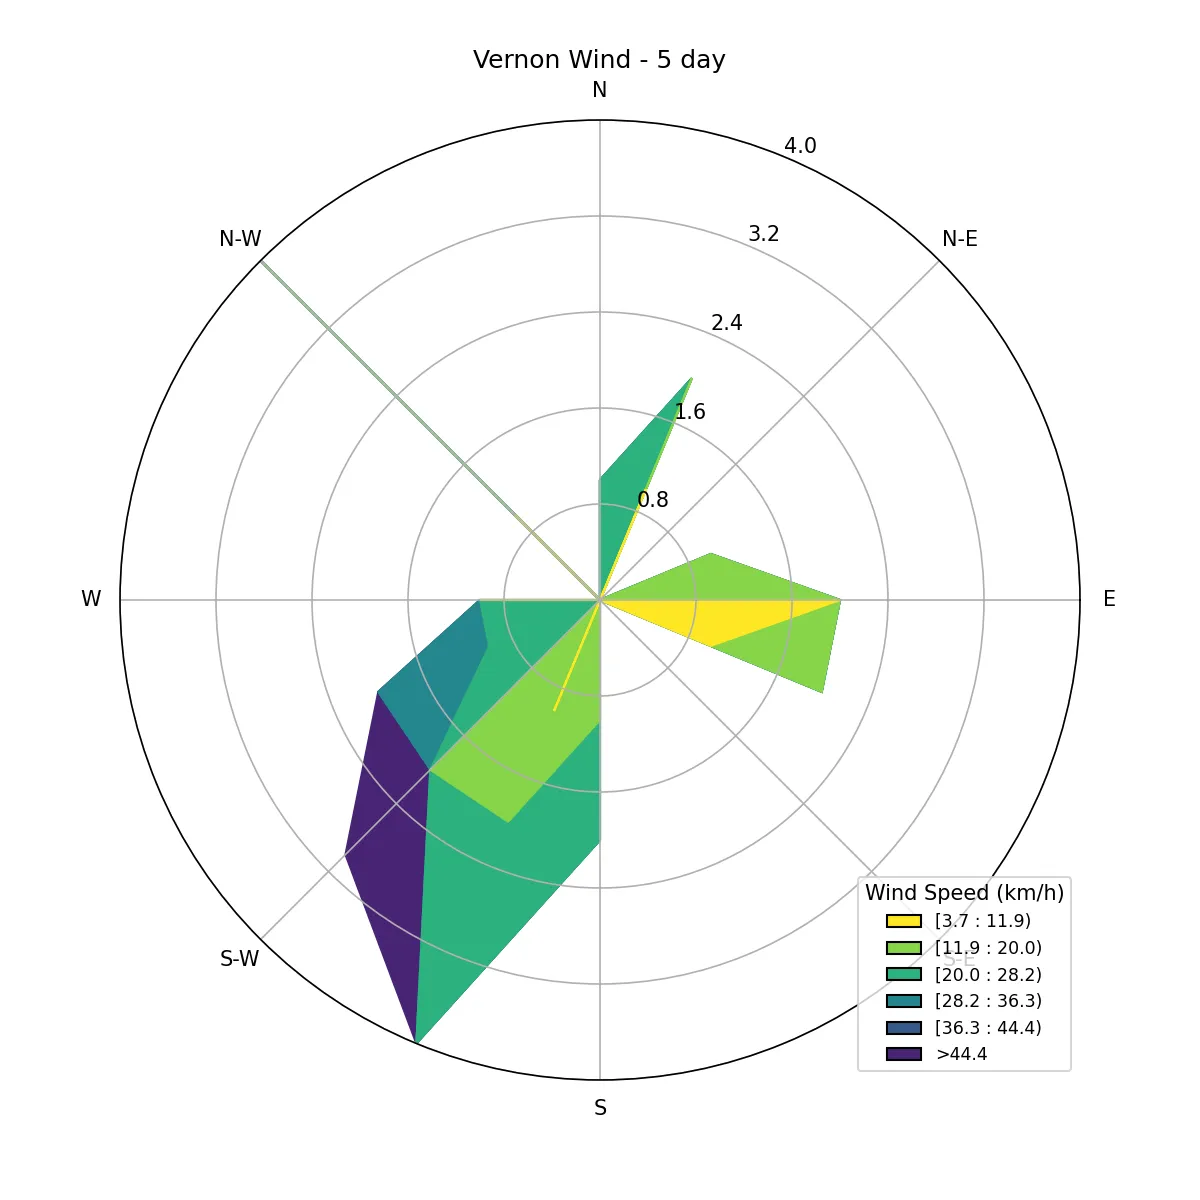 Vernon Wind - 5 day
N
4.0
3.2
N-W
N-E
2.4
1.6
0.8
W
E
S-W
S-E
Wind Speed (km/h)
[3.7 : 11.9)
[11.9 : 20.0)
[20.0 : 28.2)
[28.2 : 36.3)
[36.3 : 44.4)
>44.4
S